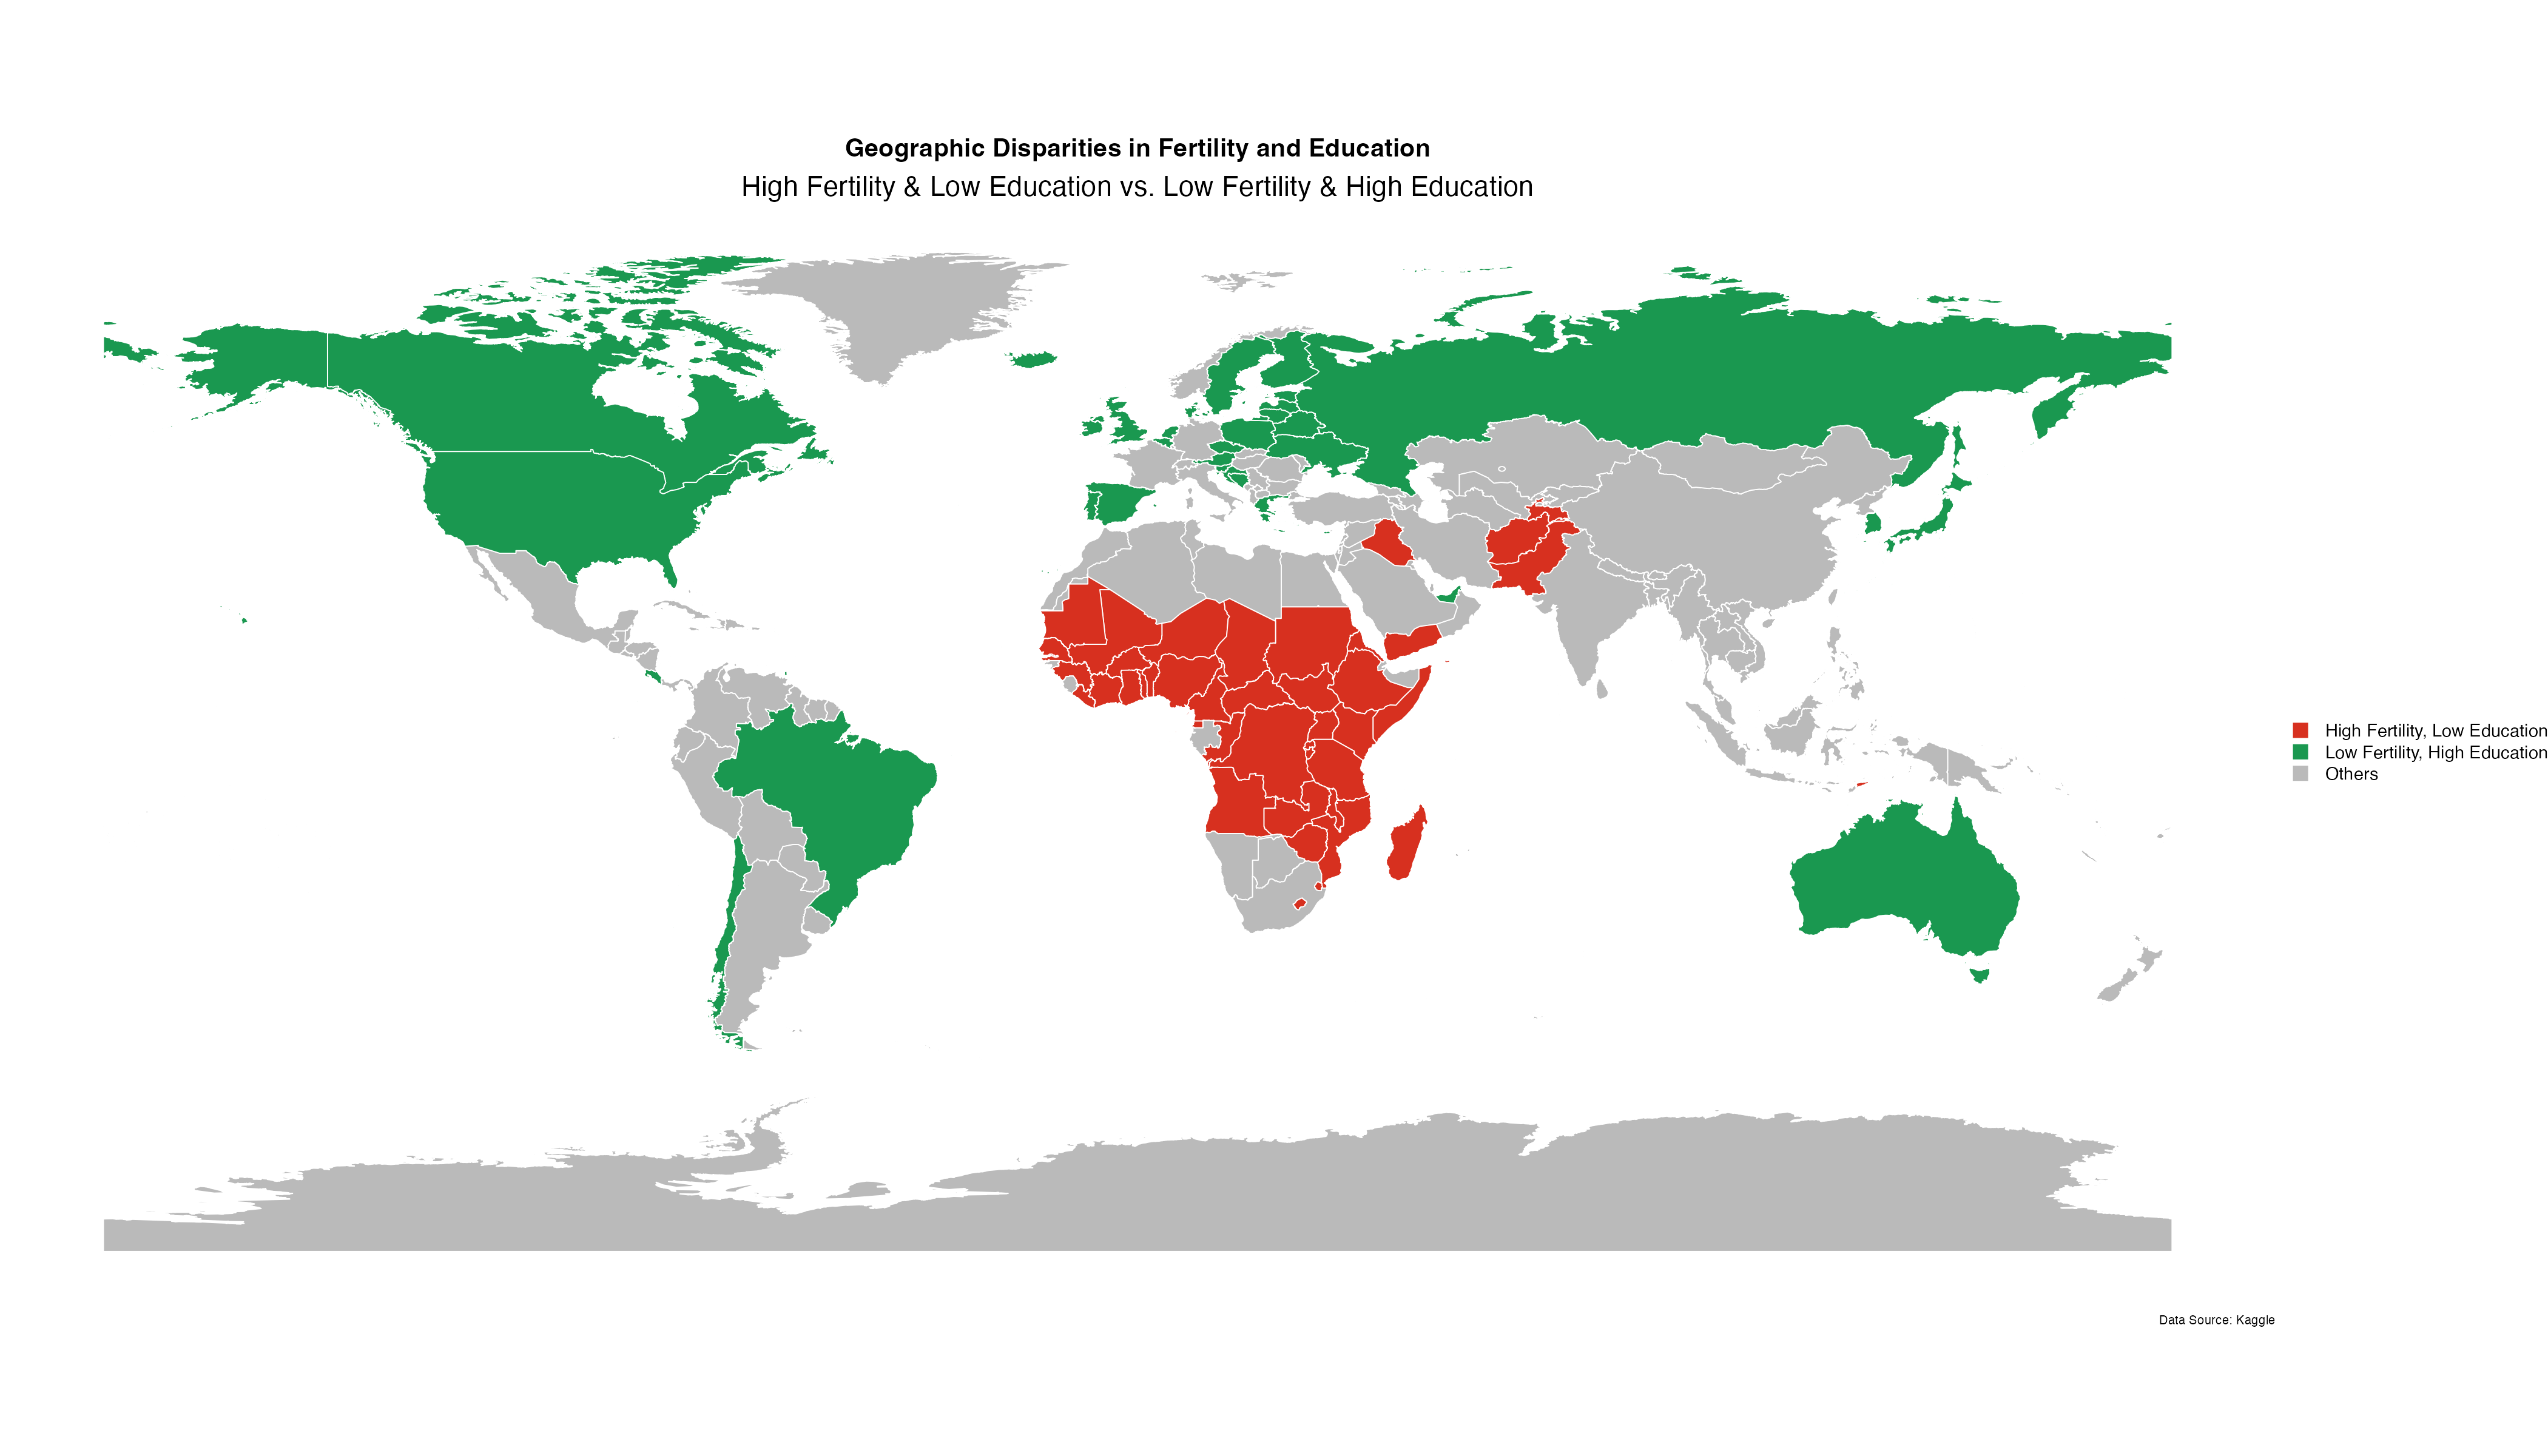 Geographic Disparities in Fertility and Education
High Fertility & Low Education vs. Low Fertility & High Education
High Fertility, Low Education
Low Fertility, High Education
Others
Data Source: Kaggle